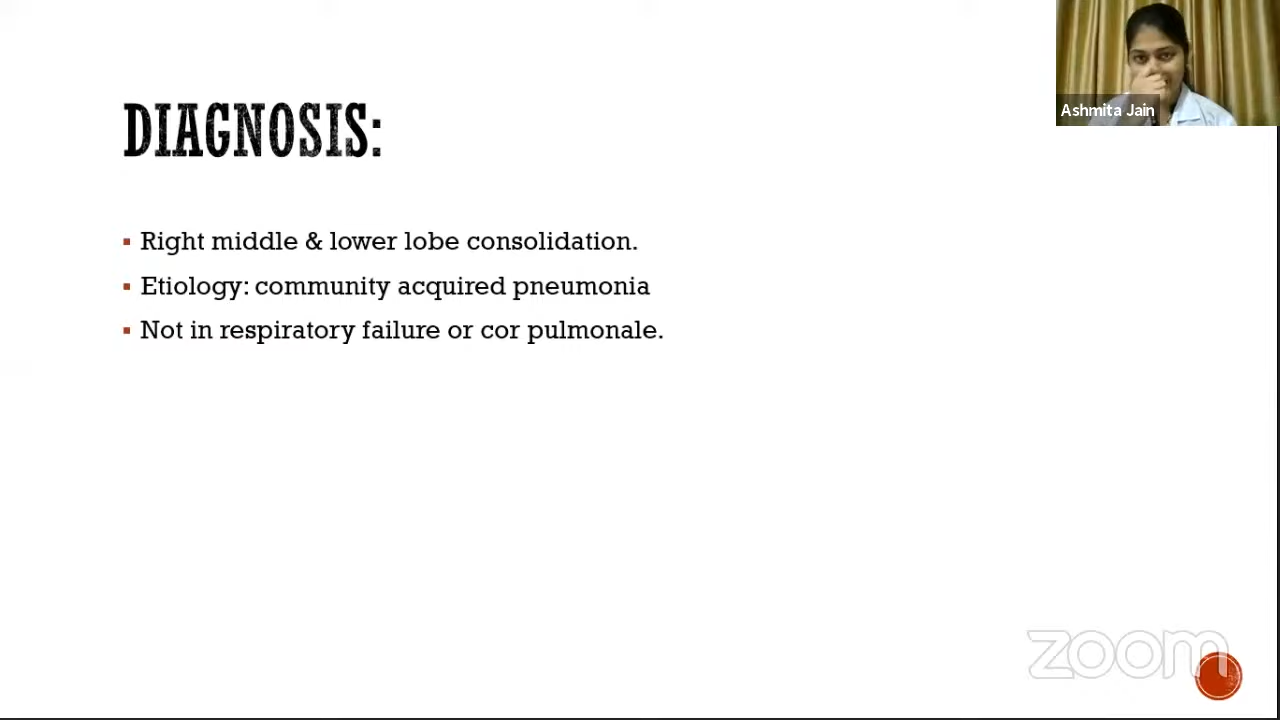 Ashmita Jain
DIAGNOSIS:
Right middle & lower lobe consolidation.
Etiology: community acquired pneumonia
Not in respiratory failure or cor pulmonale.
zoom